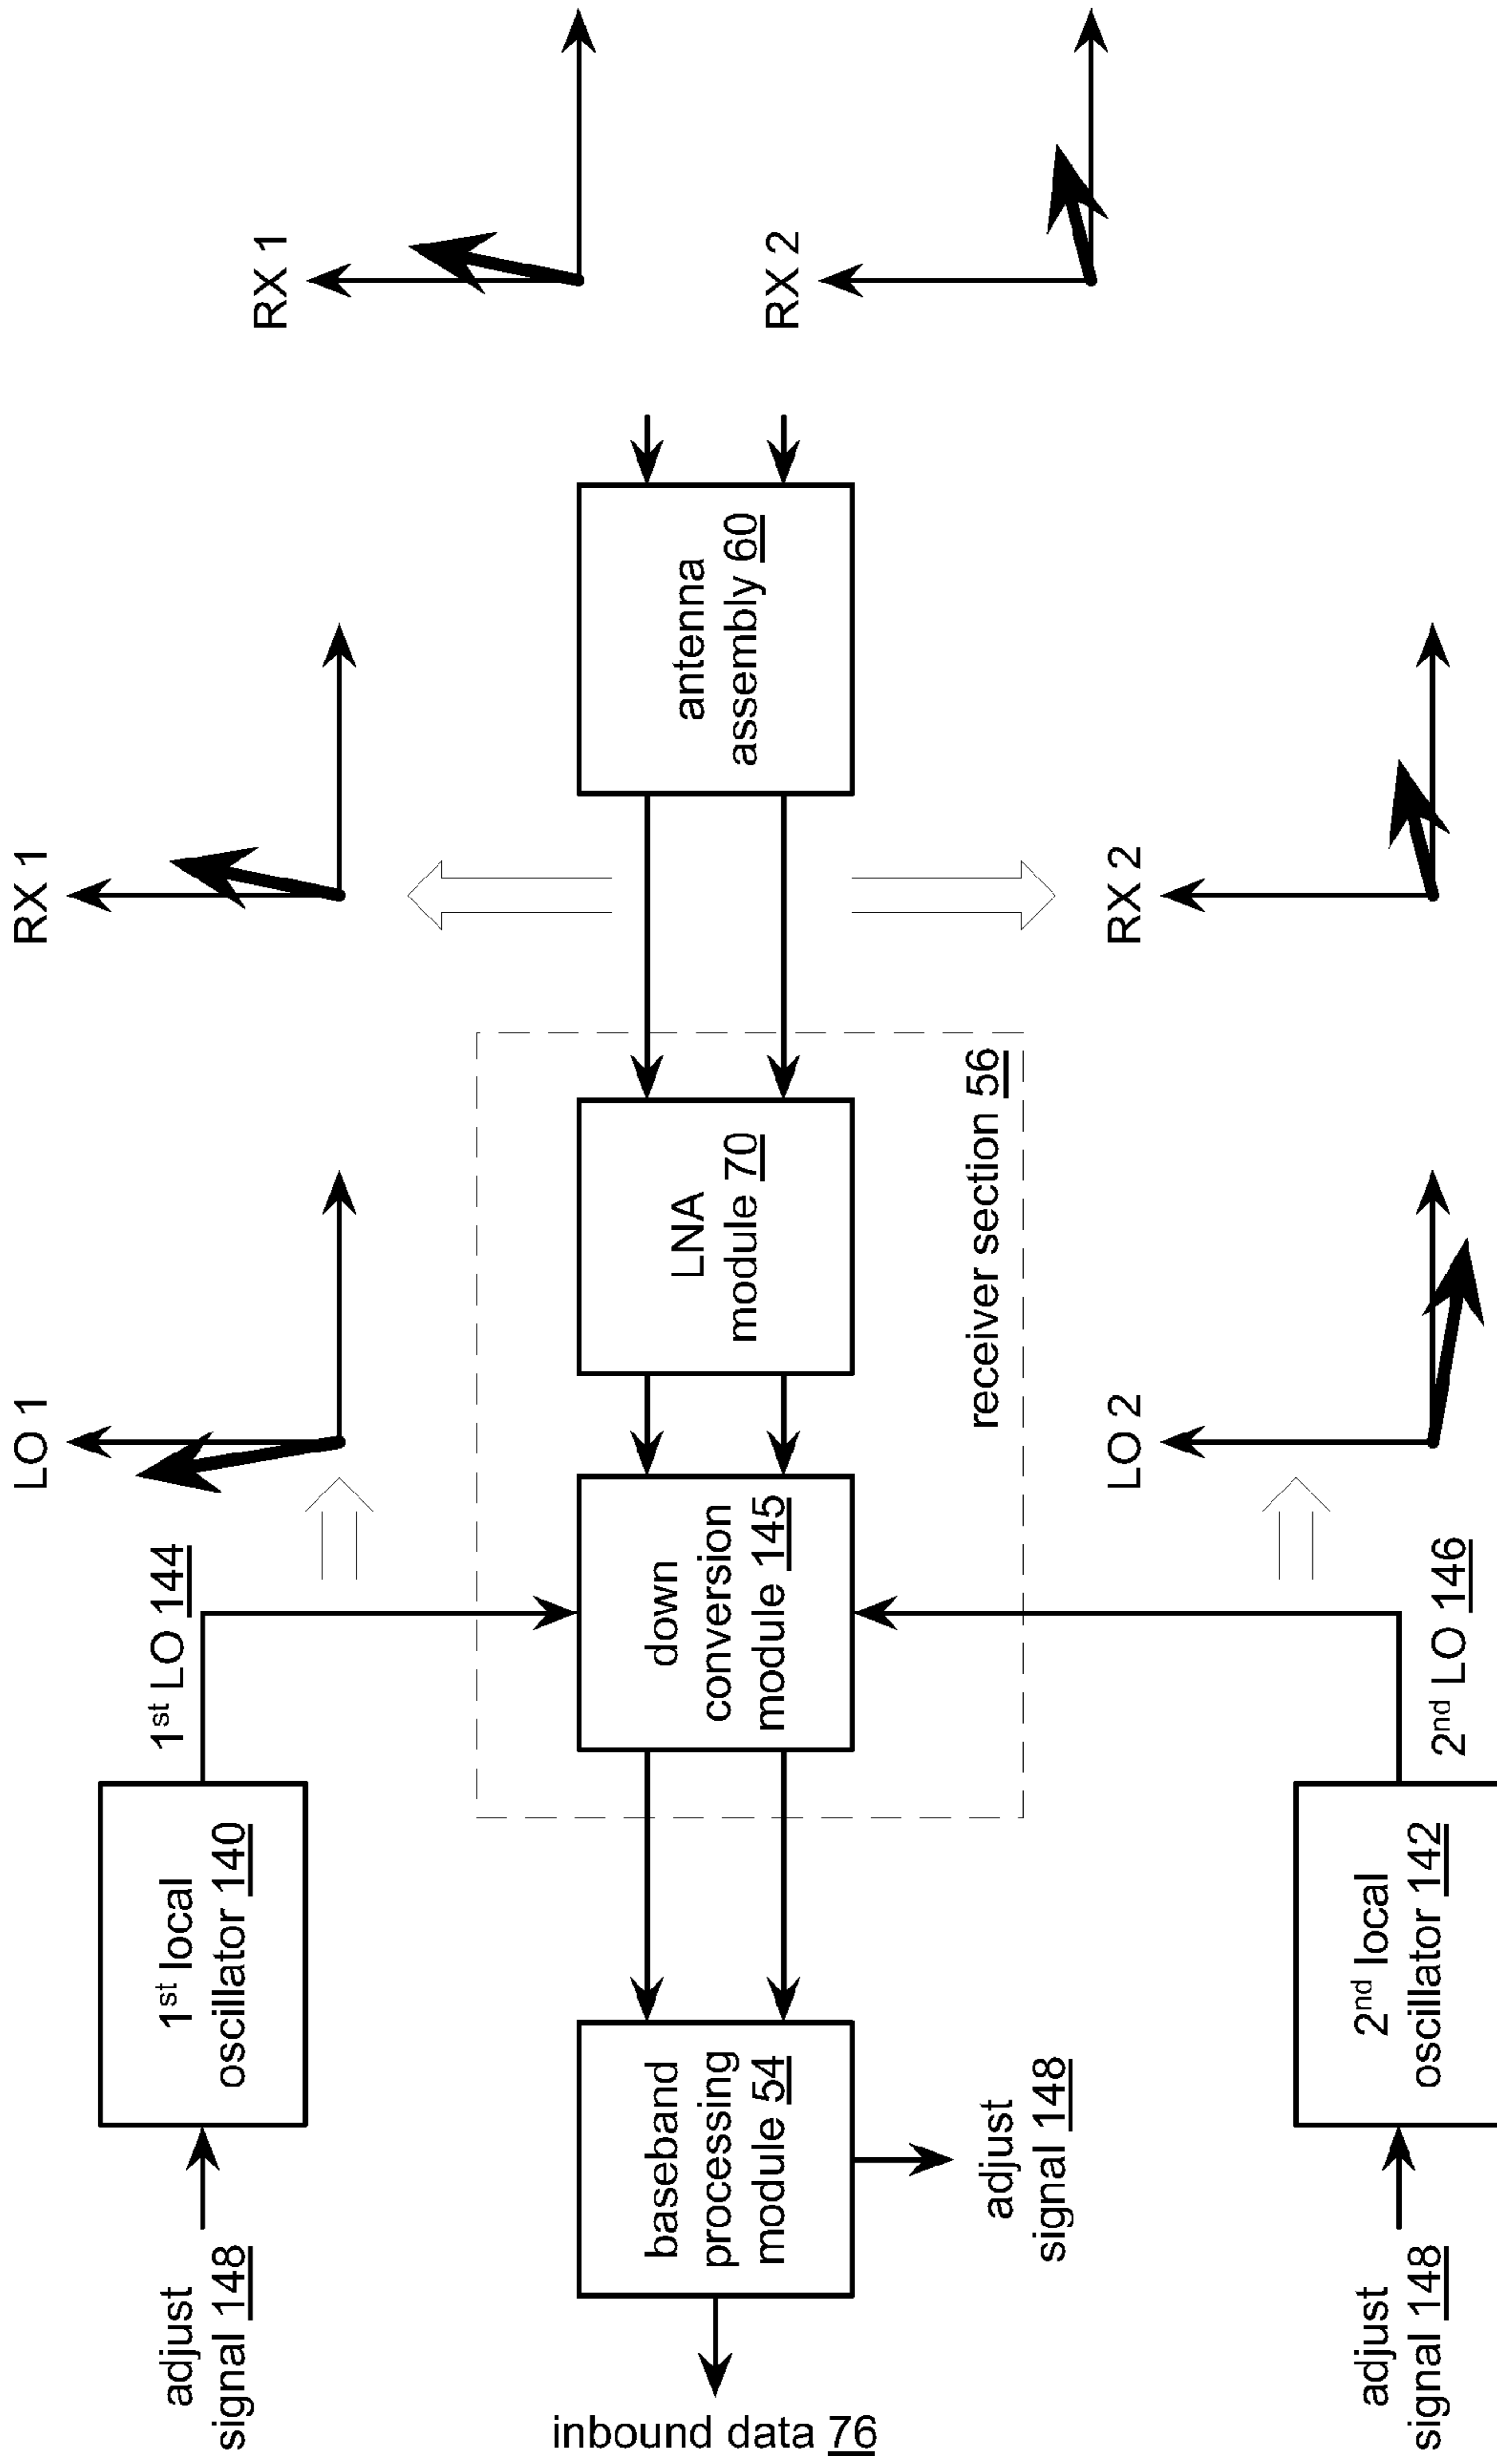 adjust
signal 148
1st local
oscillator 140
1st LO 144
LO 1
RX 1
RX 1
inbound data 76
baseband
processing
module 54
adjust
signal 148
down
conversion
module 145
LNA
module 70
receiver section 56
antenna
assembly 60
RX 2
adjust
signal 148
2nd local
oscillator 142
2nd LO 146
LO 2
RX 2